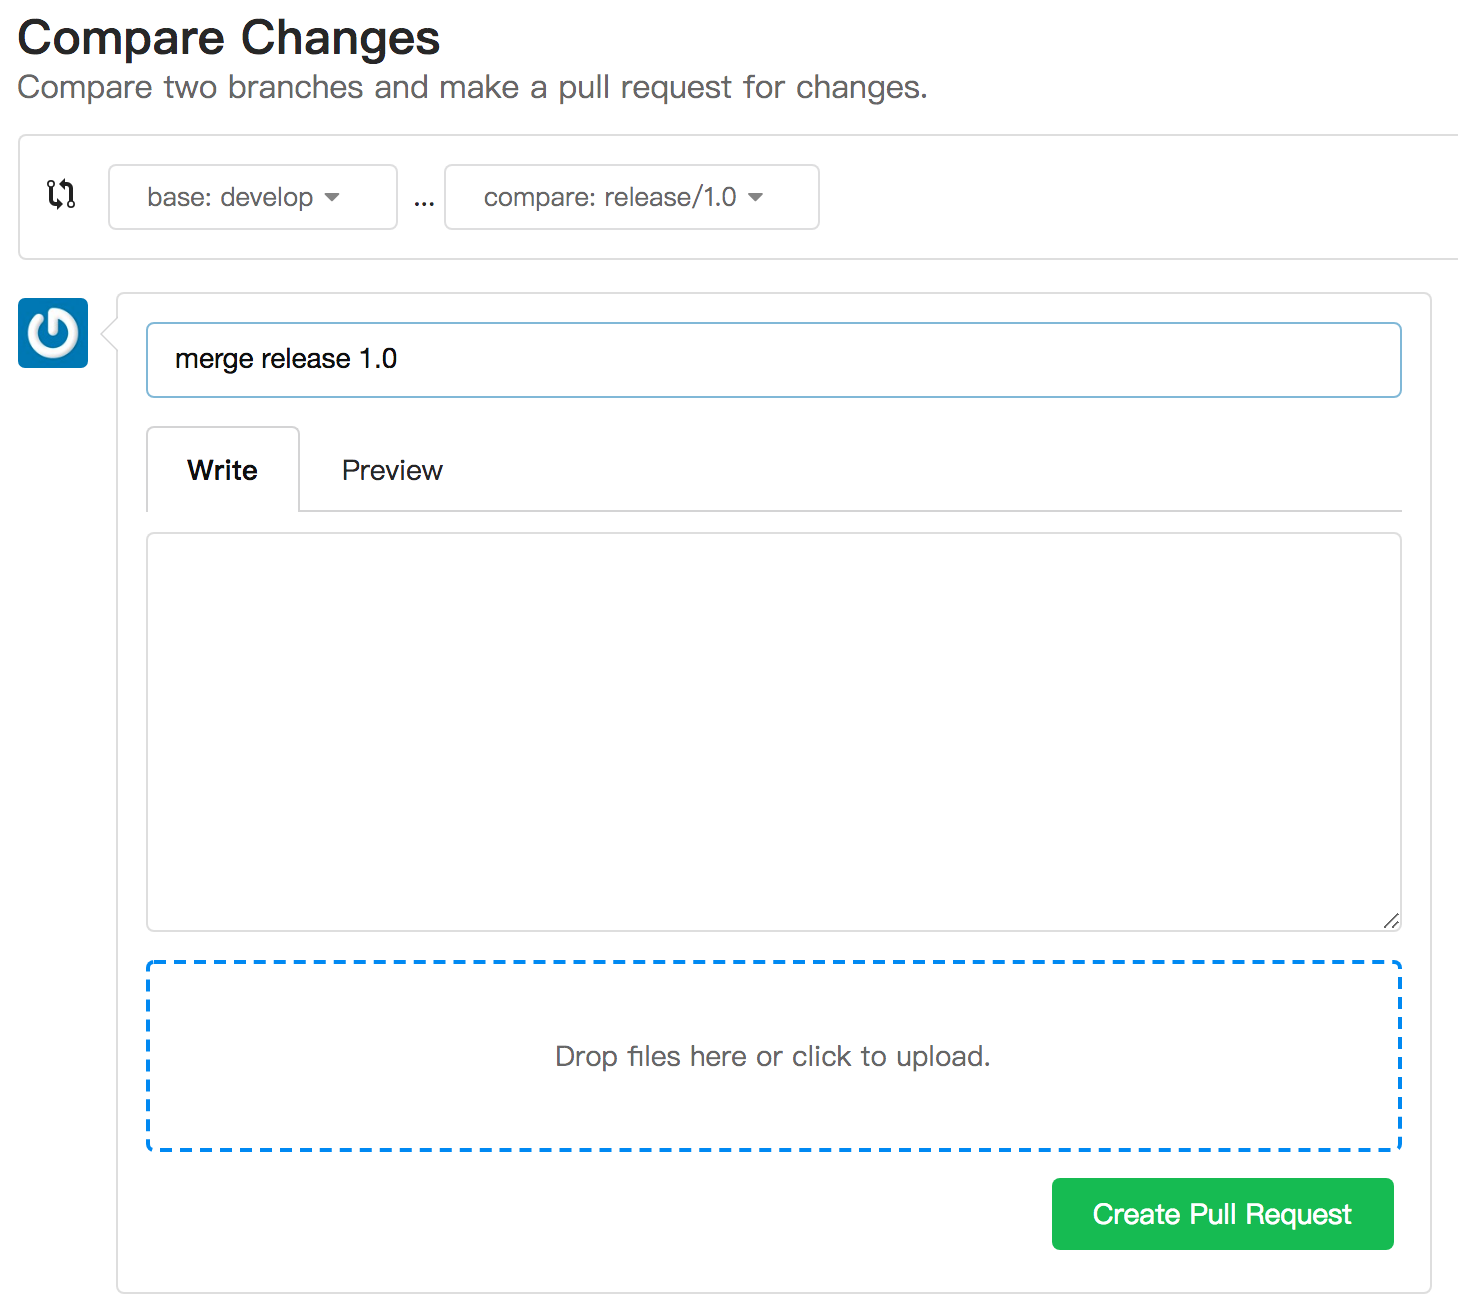 Compare Changes
Compare two branches and make a pull request for changes.
base: develop ... compare: release/1.0
merge release 1.0
Write Preview
Drop files here or click to upload.
Create Pull Request